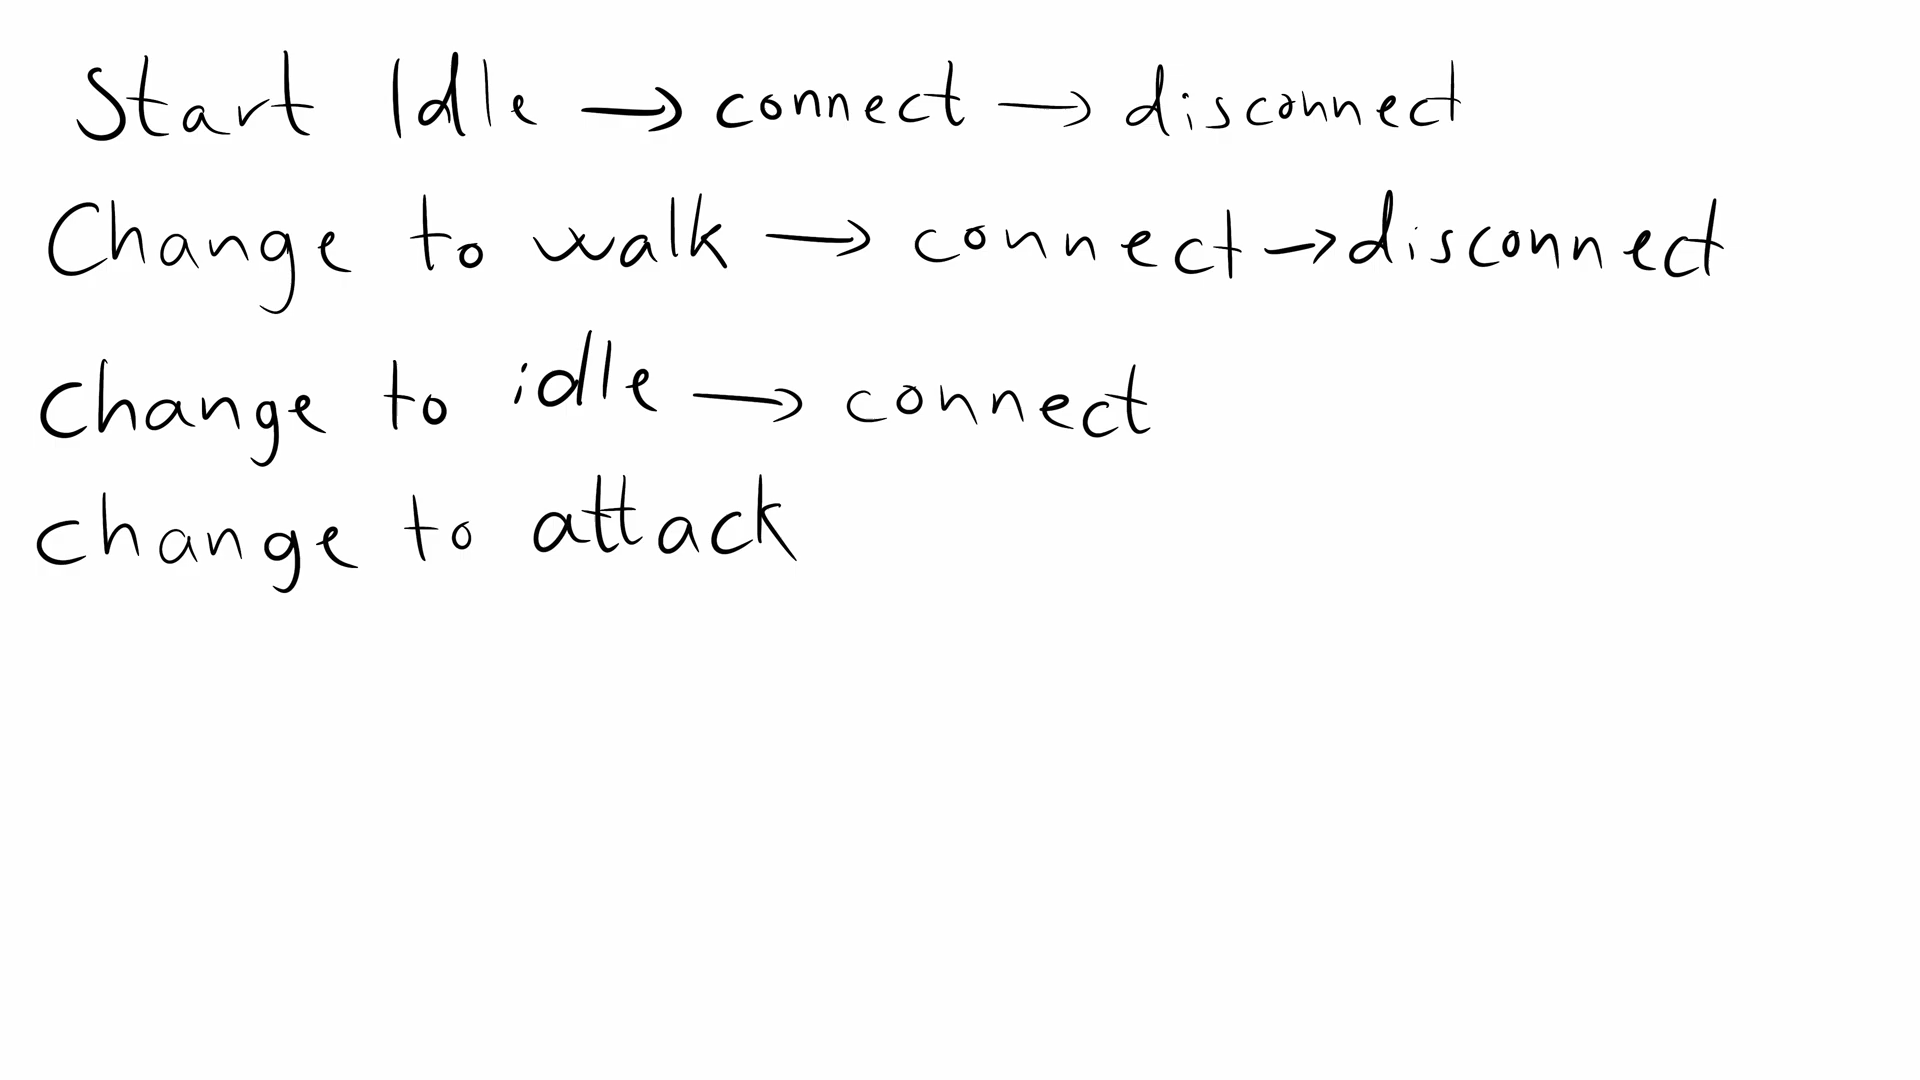 Start Idle → connect → disconnect
Change to walk → connect → disconnect
change to idle → connect
change to attack